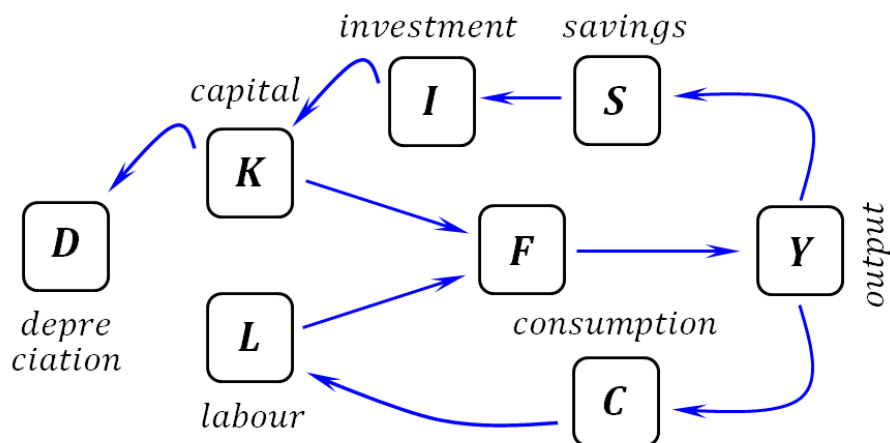 investment
savings
capital
I
S
K
D
F
Y
output
depre
ciation
L
consumption
labour
C